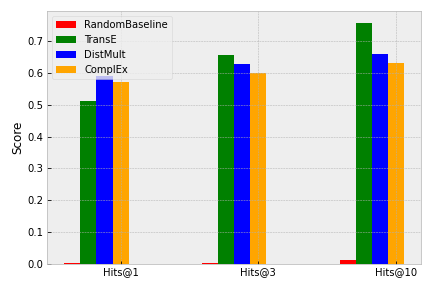 RandomBaseline
TransE
DistMult
ComplEx
Score
0.7
0.6
0.5
0.4
0.3
0.2
0.1
0.0
Hits@1 Hits@3 Hits@10